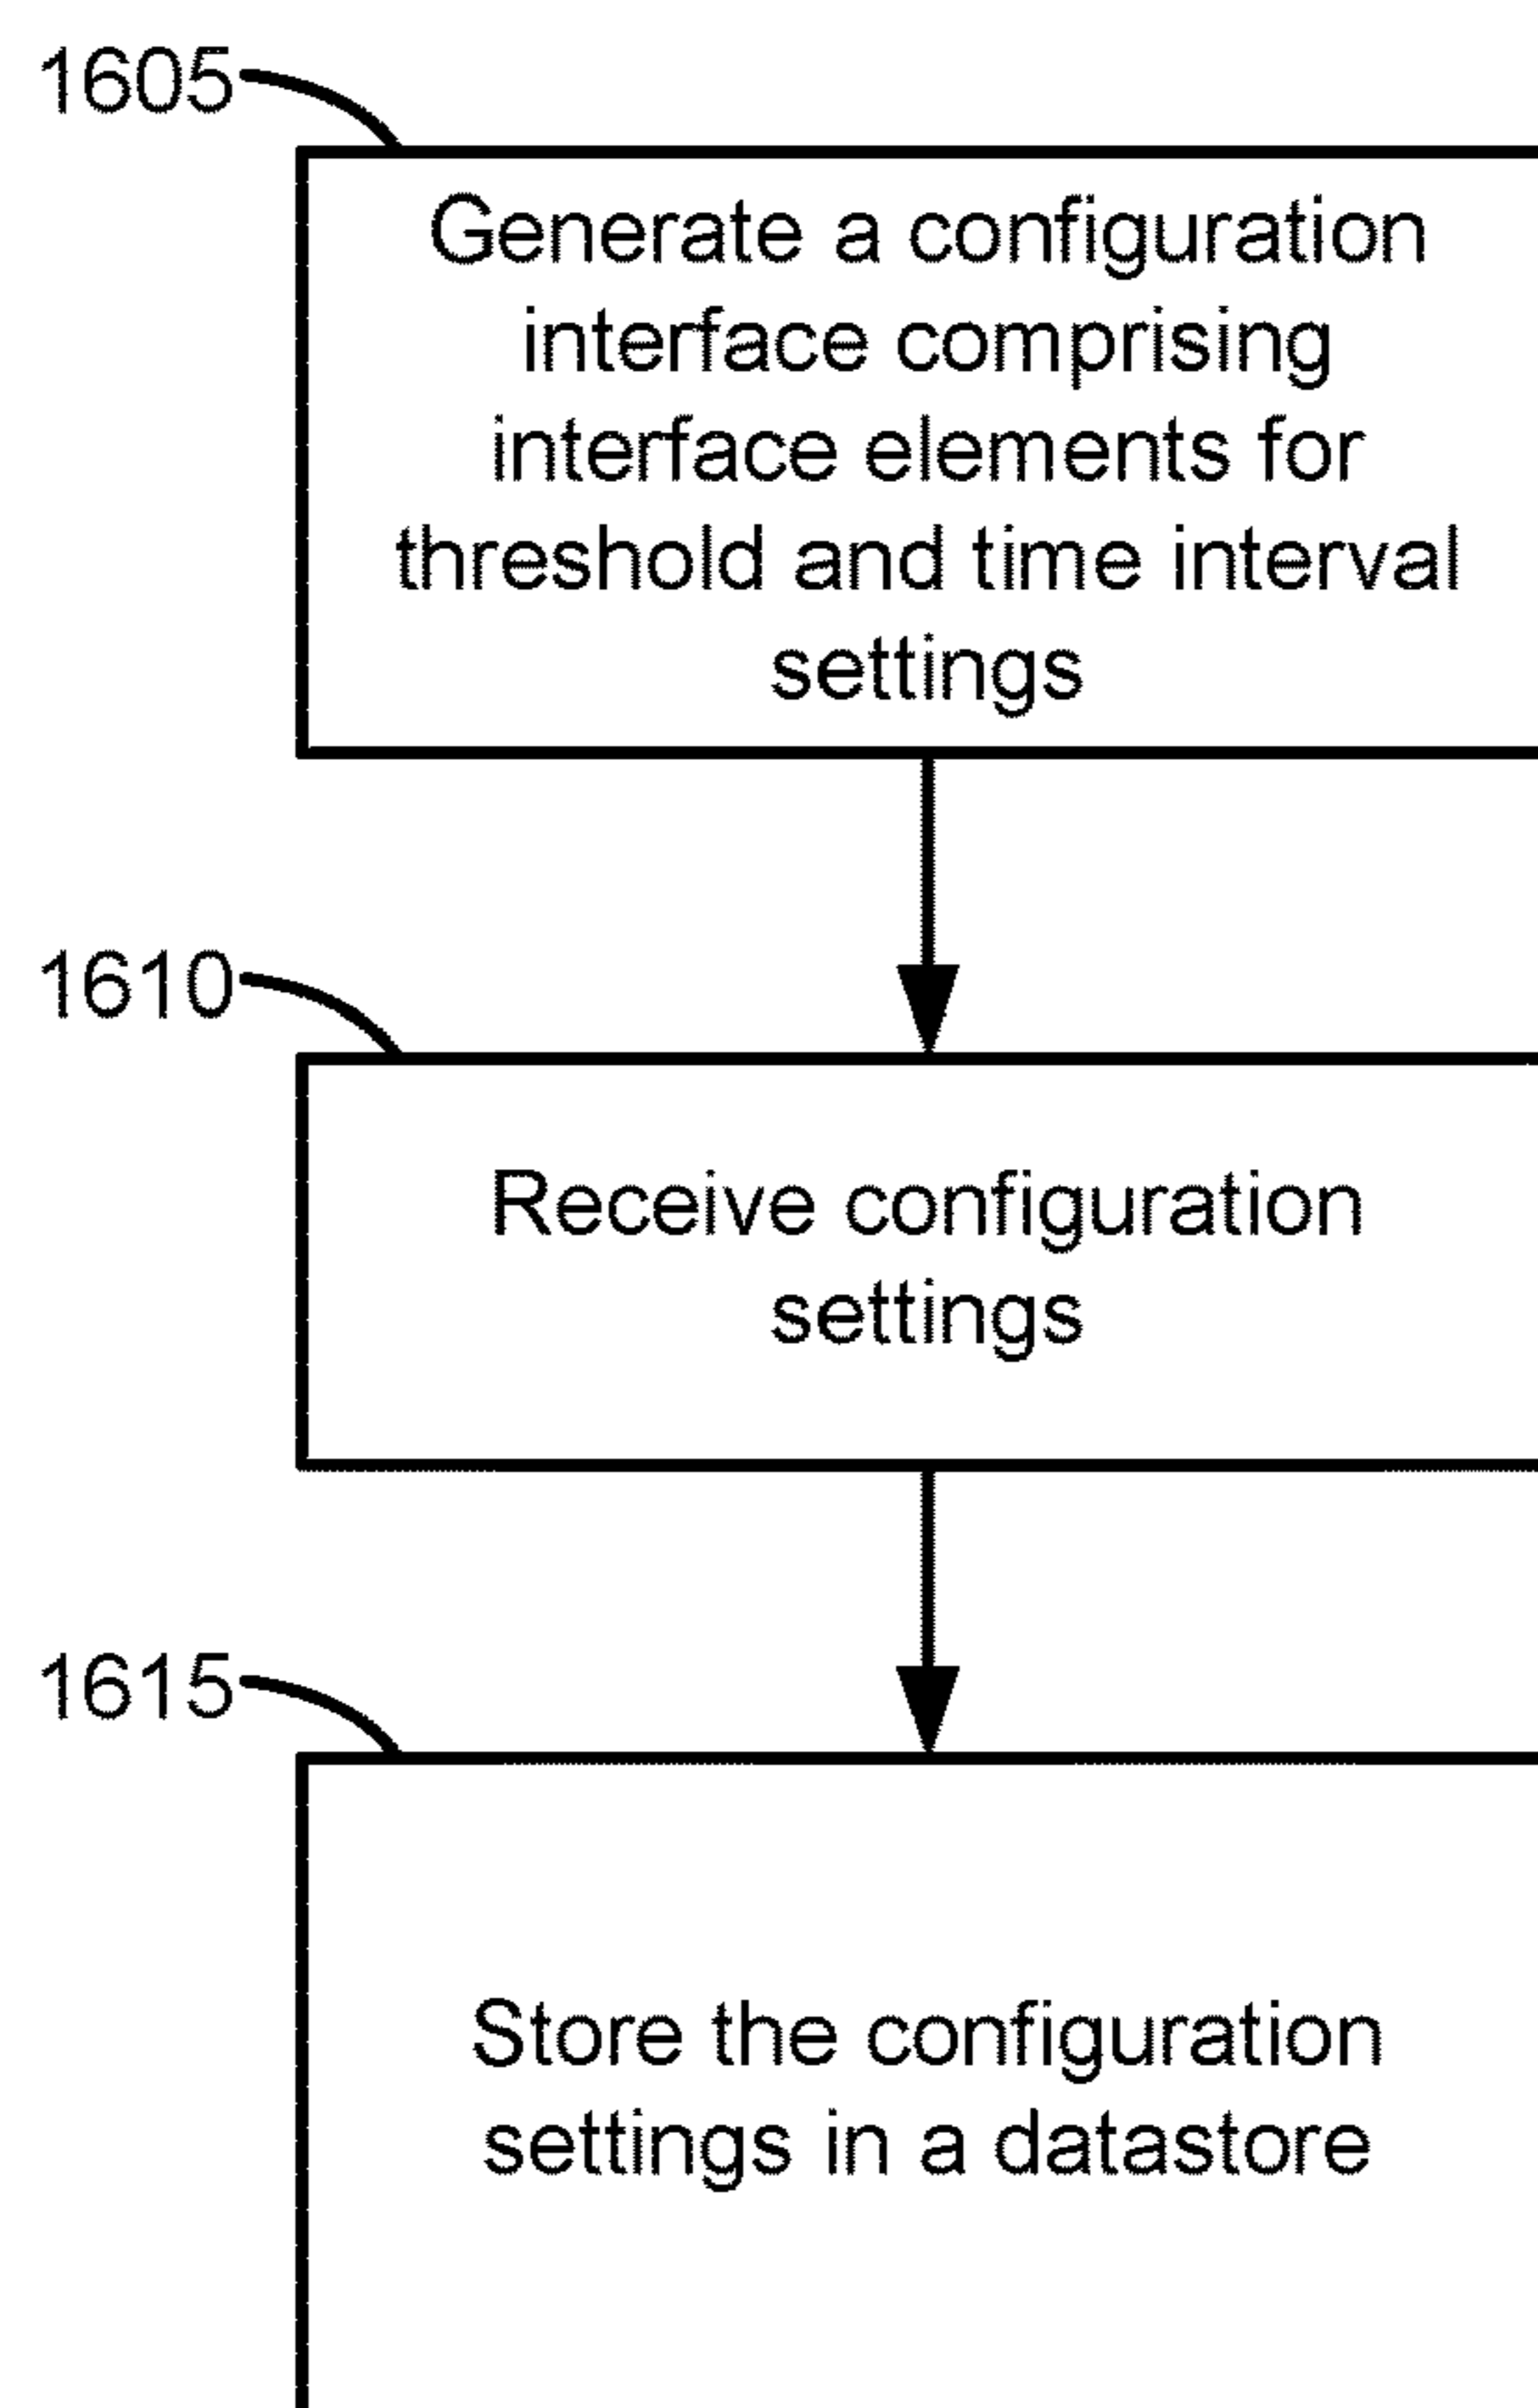 1605
Generate a configuration
interface comprising
interface elements for
threshold and time interval
settings
1610
Receive configuration
settings
1615
Store the configuration
settings in a datastore